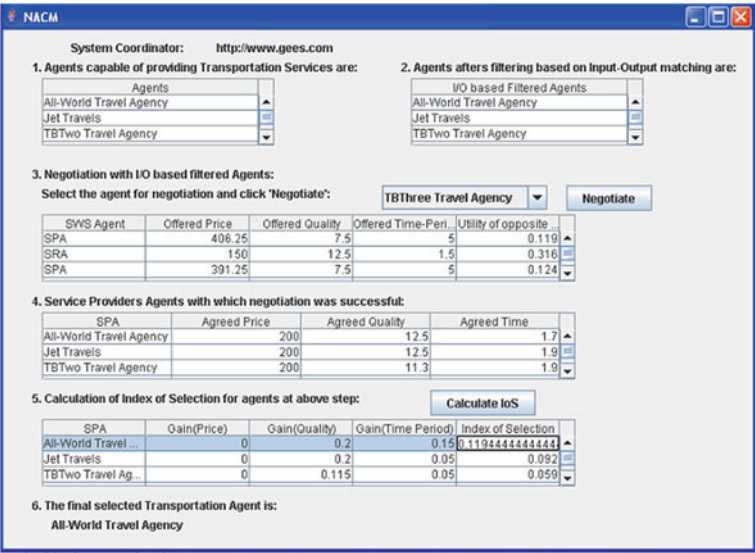 NACM
System Coordinator: http://www.gees.com
1. Agents capable of providing Transportation Services are:
Agents
All-World Travel Agency
Jet Travels
TBTwo Travel Agency
2. Agents afters filtering based on Input-Output matching are:
I/O based Filtered Agents
All-World Travel Agency
Jet Travels
TBTwo Travel Agency
3. Negotiation with I/O based filtered Agents:
Select the agent for negotiation and click 'Negotiate': TBThree Travel Agency Negotiate
SWS Agent Offered Price Offered Quality Offered Time-Peri... Utility of opposite ...
SPA 406.25 7.5 5 0.119
SRA 150 12.5 1.5 0.316
SPA 391.25 7.5 5 0.124
4. Service Providers Agents with which negotiation was successful:
SPA Agreed Price Agreed Quality Agreed Time
All-World Travel Agency 200 12.5 1.7
Jet Travels 200 12.5 1.9
TBTwo Travel Agency 200 11.3 1.9
5. Calculation of Index of Selection for agents at above step: Calculate IoS
SPA Gain(Price) Gain(Quality) Gain(Time Period) Index of Selection
All-World Travel ... 0 0.2 0.15 0.1194444444444
Jet Travels 0 0.2 0.05 0.092
TBTwo Travel Ag... 0 0.115 0.05 0.059
6. The final selected Transportation Agent is:
All-World Travel Agency